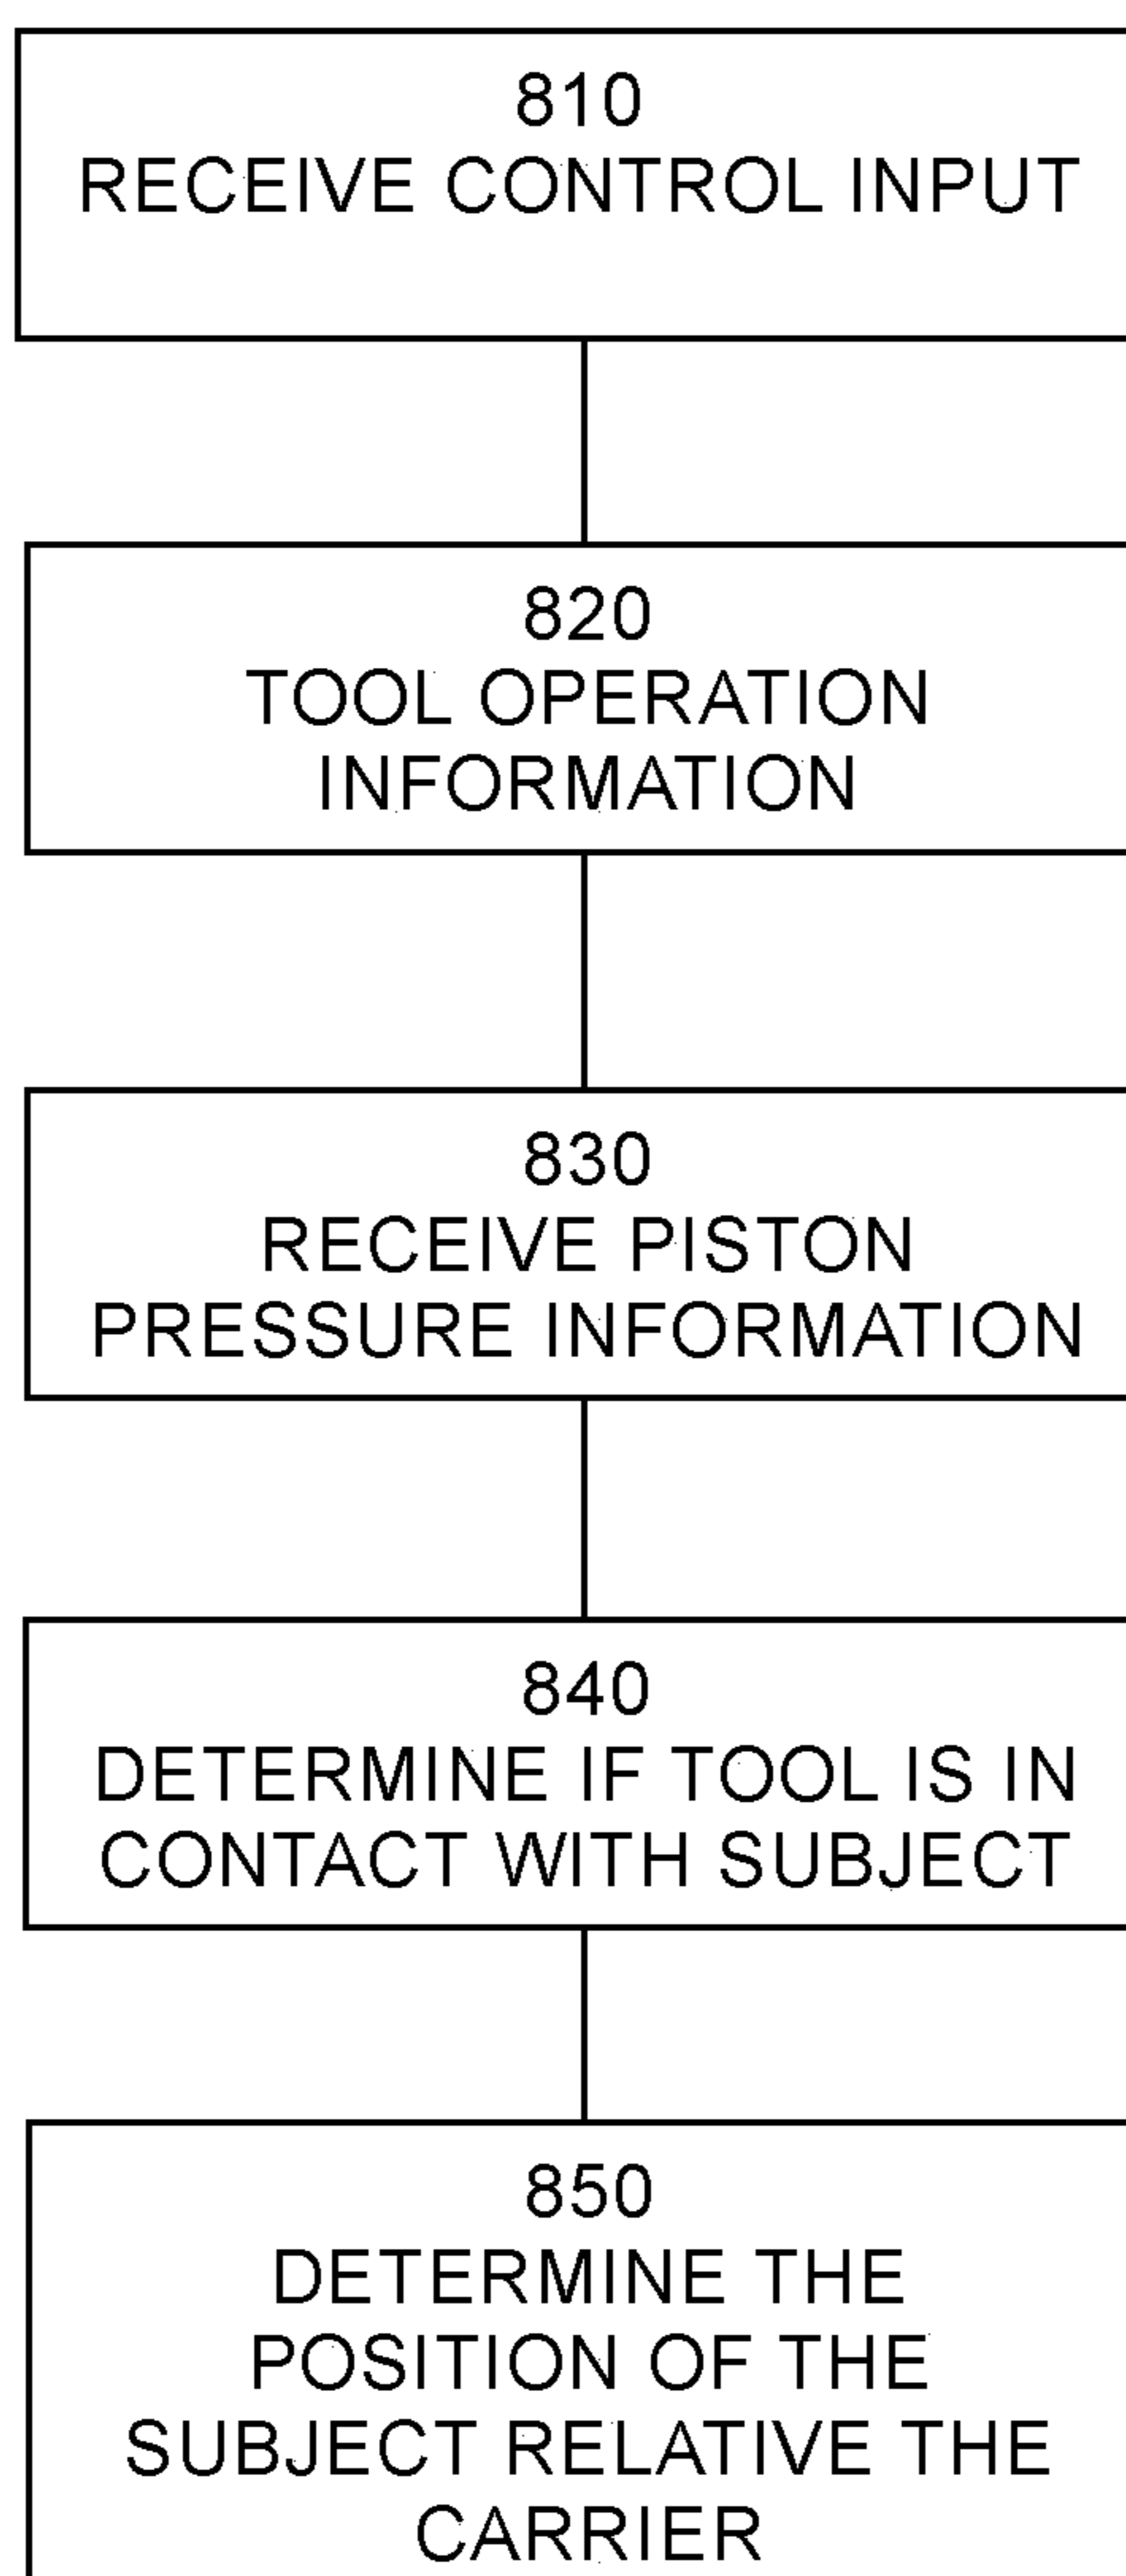 810
RECEIVE CONTROL INPUT
820
TOOL OPERATION
INFORMATION
830
RECEIVE PISTON
PRESSURE INFORMATION
840
DETERMINE IF TOOL IS IN
CONTACT WITH SUBJECT
850
DETERMINE THE
POSITION OF THE
SUBJECT RELATIVE THE
CARRIER